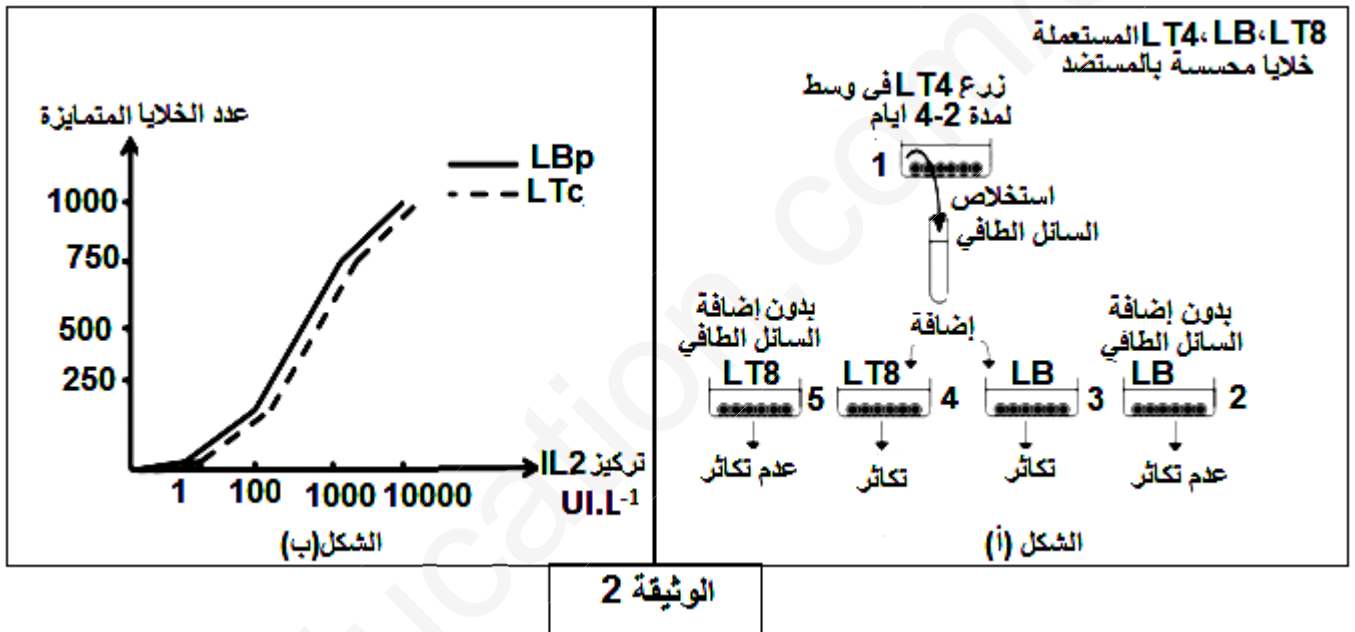 LT4، LB، LT8 المستعملة
خلايا محسسة بالمستضد
زرع LT4 في وسط
لمدة 2-4 ايام
1
استخلاص
السائل الطافي
إضافة
بدون إضافة
السائل الطافي
LB
2
عدم تكاثر
LB
3
تكاثر
LT8
4
تكاثر
بدون إضافة
السائل الطافي
LT8
5
عدم تكاثر
الشكل (أ)
عدد الخلايا المتمايزة
LBp
LTc
1000
750
500
250
1 100 1000 10000
تركيز IL2
UI.L⁻¹
الشكل(ب)
الوثيقة 2